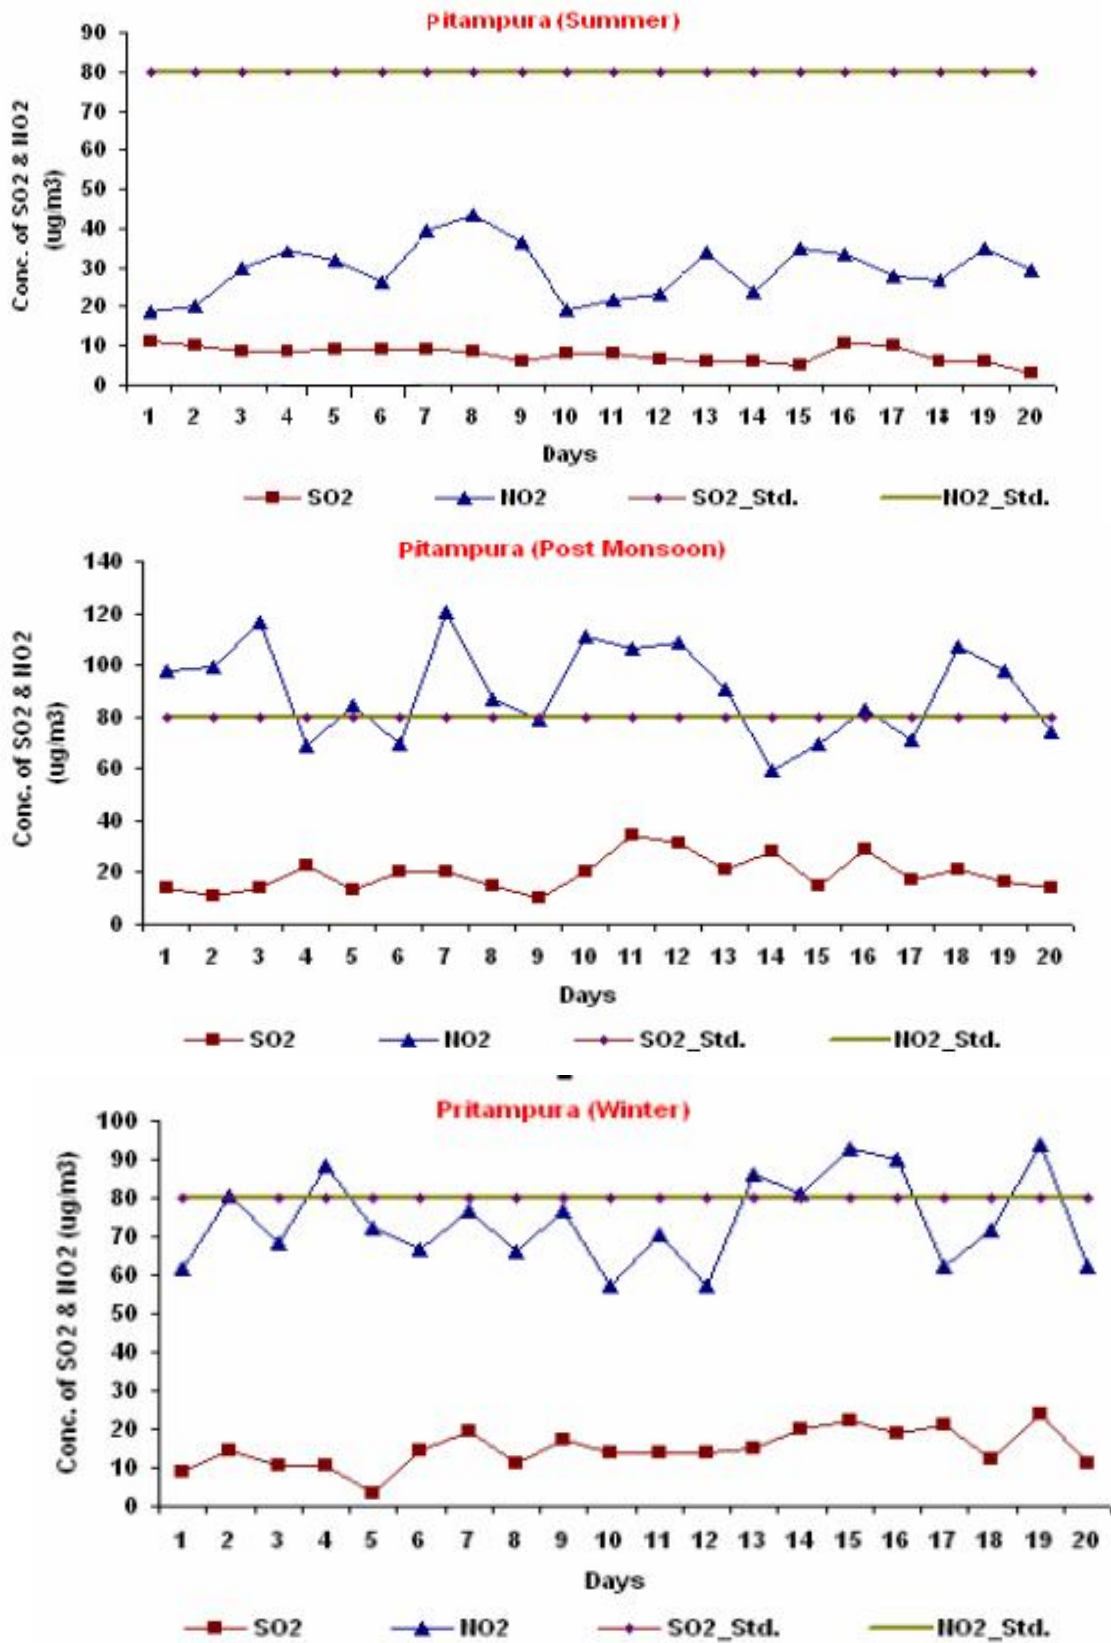 Pitampura (Summer)
Conc. of SO2 & NO2
(ug/m3)
90
80
70
60
50
40
30
20
10
0
1 2 3 4 5 6 7 8 9 10 11 12 13 14 15 16 17 18 19 20
Days
SO2 NO2 SO2_Std. NO2_Std.
Pitampura (Post Monsoon)
Conc. of SO2 & NO2
(ug/m3)
140
120
100
80
60
40
20
0
1 2 3 4 5 6 7 8 9 10 11 12 13 14 15 16 17 18 19 20
Days
SO2 NO2 SO2_Std. NO2_Std.
Pritampura (Winter)
Conc. of SO2 & NO2 (ug/m3)
100
90
80
70
60
50
40
30
20
10
0
1 2 3 4 5 6 7 8 9 10 11 12 13 14 15 16 17 18 19 20
Days
SO2 NO2 SO2_Std. NO2_Std.